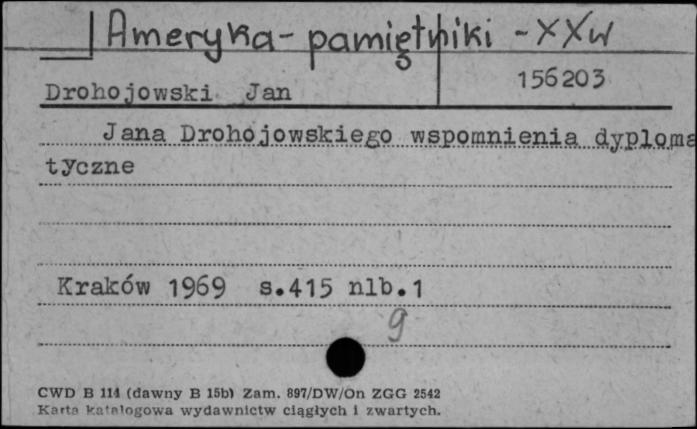 Ameryka - pamiętniki - XXw
Drohojowski Jan
156203
Jana Drohojowskiego wspomnienia dyploma
tyczne
Kraków 1969 s.415 nlb.1
g
CWD B 114 (dawny B 15b) Zam. 897/DW/On ZGG 2542
Karta katalogowa wydawnictw ciągłych i zwartych.